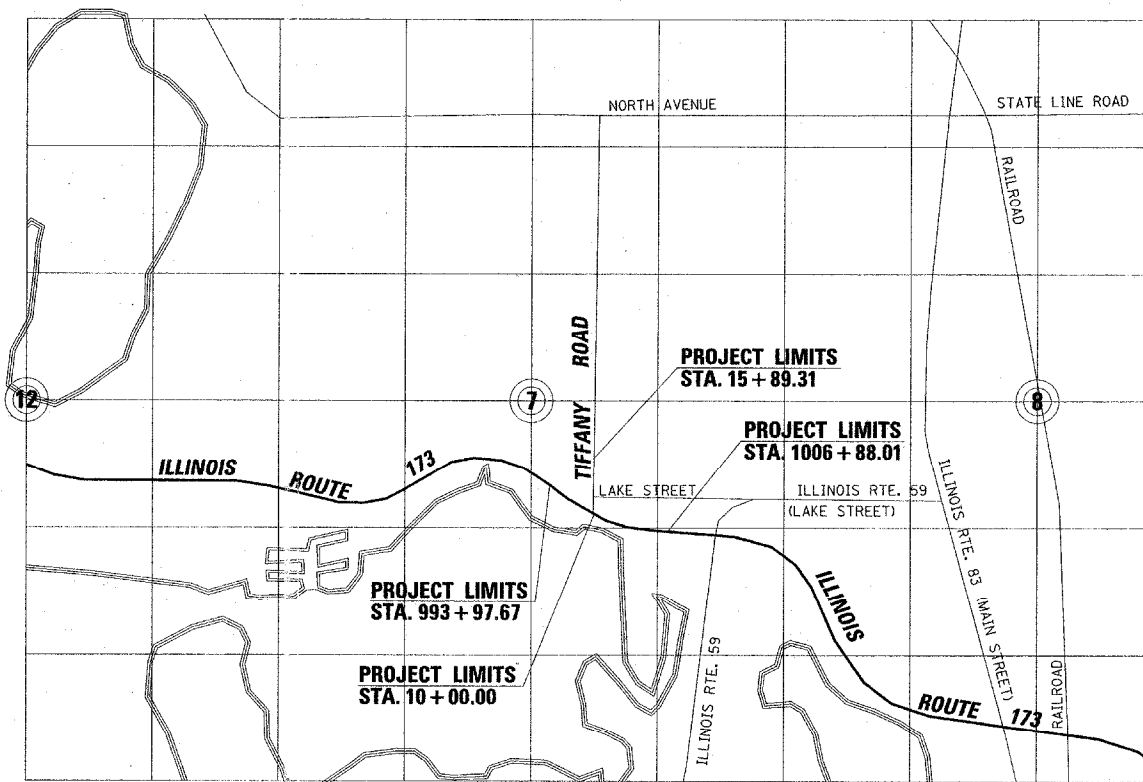 NORTH AVENUE
STATE LINE ROAD
RAILROAD
TIFFANY ROAD
PROJECT LIMITS
STA. 15 + 89.31
12
7
8
PROJECT LIMITS
STA. 1006 + 88.01
ILLINOIS ROUTE 173
LAKE STREET
ILLINOIS RTE. 59
(LAKE STREET)
ILLINOIS RTE. 83 (MAIN STREET)
PROJECT LIMITS
STA. 993 + 97.67
ILLINOIS
PROJECT LIMITS
STA. 10 + 00.00
ILLINOIS RTE. 59
ROUTE 173
RAILROAD